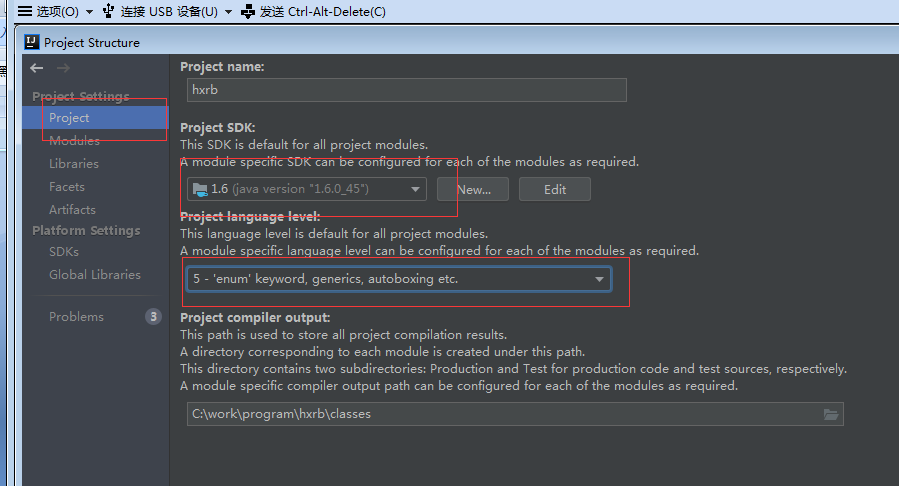 选项(O) 连接 USB 设备(U) 发送 Ctrl-Alt-Delete(C)
Project Structure
Project Settings
Project
Modules
Libraries
Facets
Artifacts
Platform Settings
SDKs
Global Libraries
Problems 3
Project name:
hxrb
Project SDK:
This SDK is default for all project modules.
A module specific SDK can be configured for each of the modules as required.
1.6 (java version "1.6.0_45") New... Edit
Project language level:
This language level is default for all project modules.
A module specific language level can be configured for each of the modules as required.
5 - 'enum' keyword, generics, autoboxing etc.
Project compiler output:
This path is used to store all project compilation results.
A directory corresponding to each module is created under this path.
This directory contains two subdirectories: Production and Test for production code and test sources, respectively.
A module specific compiler output path can be configured for each of the modules as required.
C:\work\program\hxrb\classes